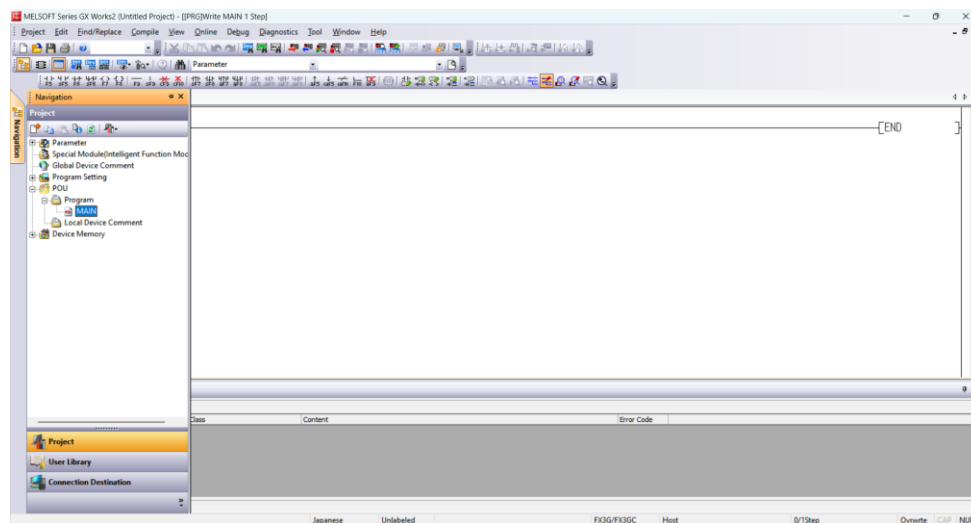 MELSOFT Series GX Works2 (Untitled Project) - [[PRG]Write MAIN 1 Step]
Project Edit Find/Replace Compile View Online Debug Diagnostics Tool Window Help
Parameter
Navigation
Project
Navigation
Parameter
Special Module(Intelligent Function Moc
Global Device Comment
Program Setting
POU
Program
MAIN
Local Device Comment
Device Memory
END
Class Content Error Code
Project
User Library
Connection Destination
Japanese Unlabeled FX3G/FX3GC Host 0/1Step Ovrwrte CAP NU